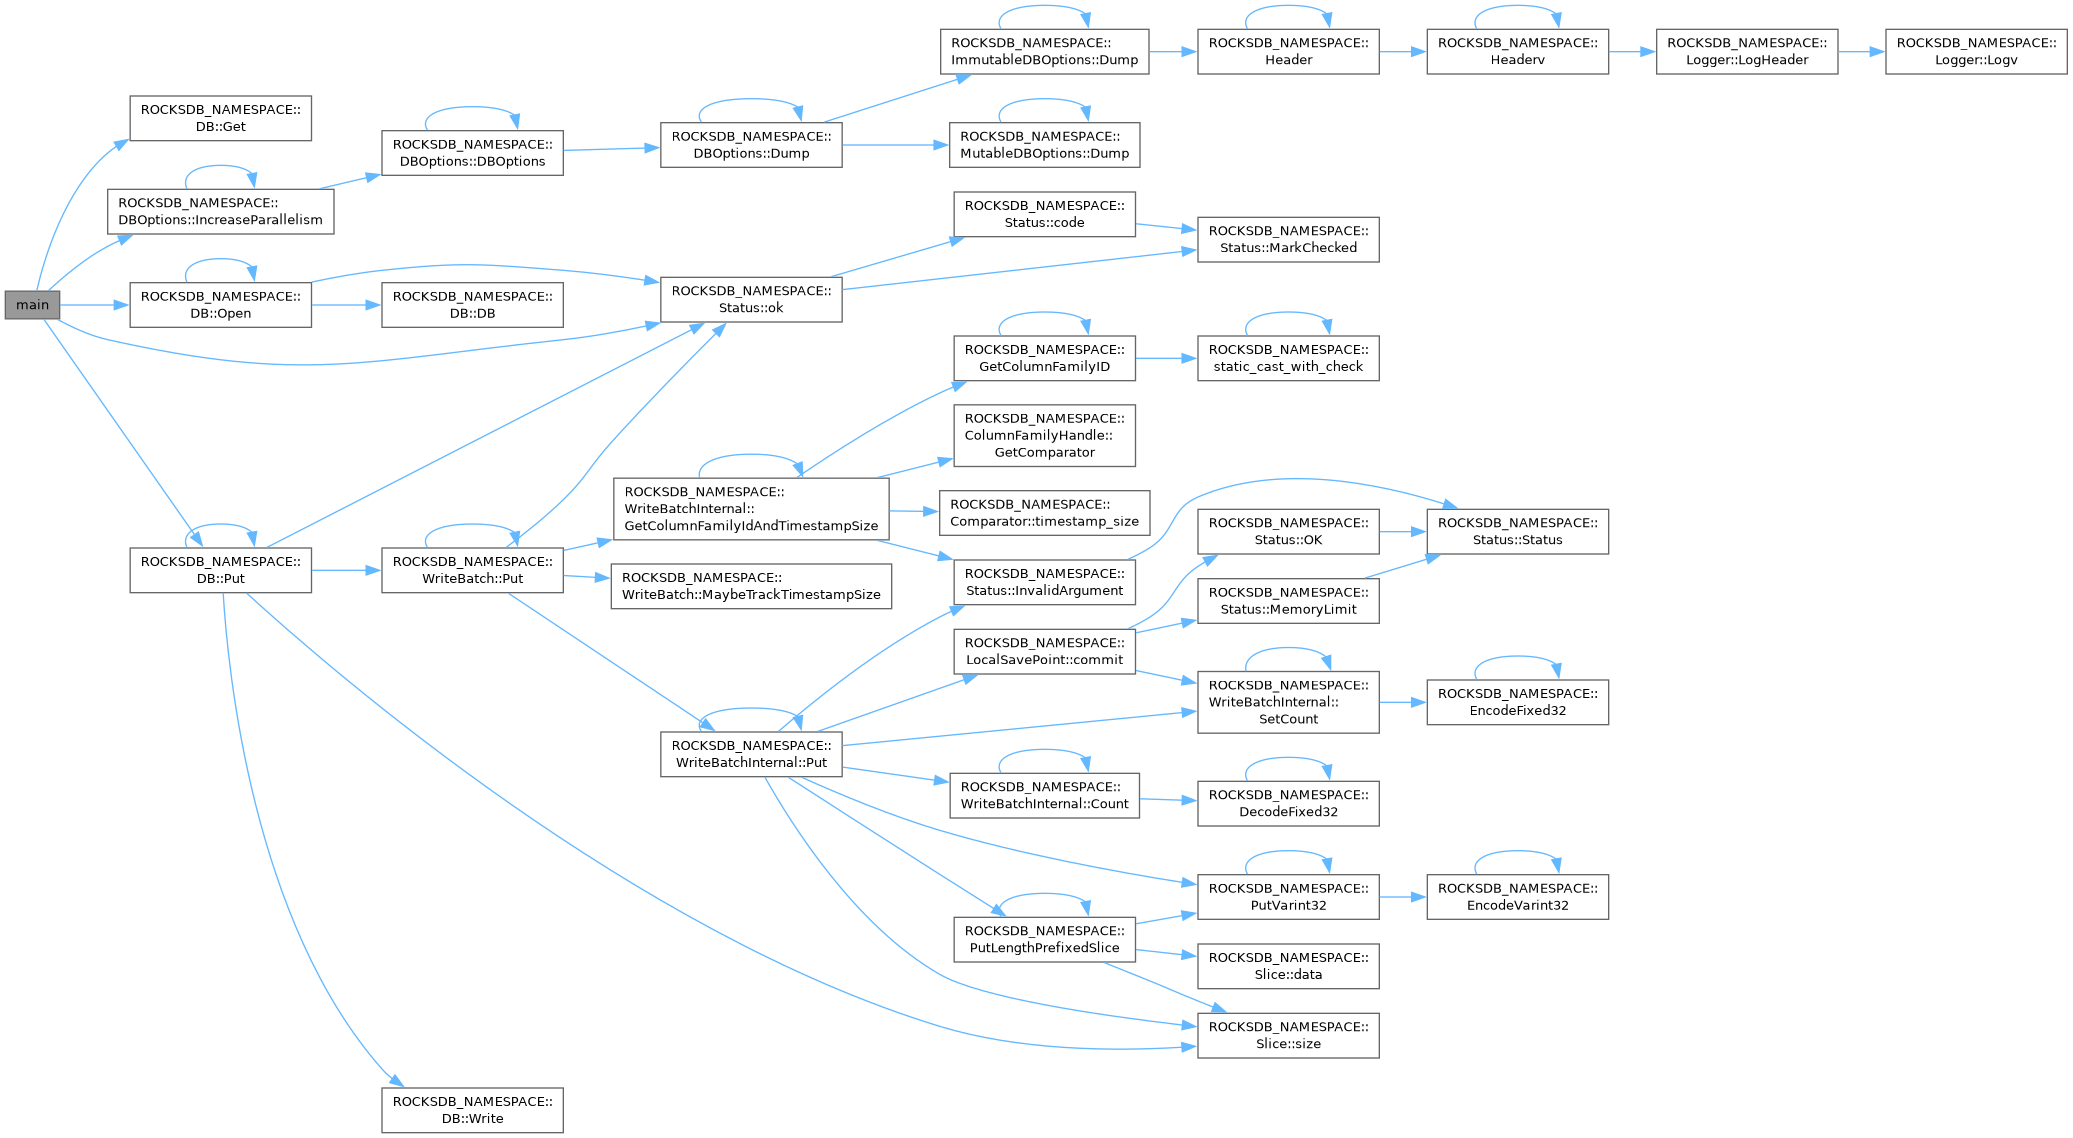 main
ROCKSDB_NAMESPACE::
DB::Get
ROCKSDB_NAMESPACE::
DBOptions::IncreaseParallelism
ROCKSDB_NAMESPACE::
DB::Open
ROCKSDB_NAMESPACE::
DB::Put
ROCKSDB_NAMESPACE::
DBOptions::DBOptions
ROCKSDB_NAMESPACE::
DB::DB
ROCKSDB_NAMESPACE::
WriteBatch::Put
ROCKSDB_NAMESPACE::
DB::Write
ROCKSDB_NAMESPACE::
DBOptions::Dump
ROCKSDB_NAMESPACE::
Status::ok
ROCKSDB_NAMESPACE::
WriteBatchInternal::
GetColumnFamilyIdAndTimestampSize
ROCKSDB_NAMESPACE::
WriteBatch::MaybeTrackTimestampSize
ROCKSDB_NAMESPACE::
WriteBatchInternal::Put
ROCKSDB_NAMESPACE::
ImmutableDBOptions::Dump
ROCKSDB_NAMESPACE::
MutableDBOptions::Dump
ROCKSDB_NAMESPACE::
Status::code
ROCKSDB_NAMESPACE::
GetColumnFamilyID
ROCKSDB_NAMESPACE::
ColumnFamilyHandle::
GetComparator
ROCKSDB_NAMESPACE::
Comparator::timestamp_size
ROCKSDB_NAMESPACE::
Status::InvalidArgument
ROCKSDB_NAMESPACE::
LocalSavePoint::commit
ROCKSDB_NAMESPACE::
WriteBatchInternal::Count
ROCKSDB_NAMESPACE::
PutLengthPrefixedSlice
ROCKSDB_NAMESPACE::
Header
ROCKSDB_NAMESPACE::
Status::MarkChecked
ROCKSDB_NAMESPACE::
static_cast_with_check
ROCKSDB_NAMESPACE::
Status::OK
ROCKSDB_NAMESPACE::
Status::MemoryLimit
ROCKSDB_NAMESPACE::
WriteBatchInternal::
SetCount
ROCKSDB_NAMESPACE::
DecodeFixed32
ROCKSDB_NAMESPACE::
PutVarint32
ROCKSDB_NAMESPACE::
Slice::data
ROCKSDB_NAMESPACE::
Slice::size
ROCKSDB_NAMESPACE::
Headerv
ROCKSDB_NAMESPACE::
Status::Status
ROCKSDB_NAMESPACE::
EncodeFixed32
ROCKSDB_NAMESPACE::
EncodeVarint32
ROCKSDB_NAMESPACE::
Logger::LogHeader
ROCKSDB_NAMESPACE::
Logger::Logv